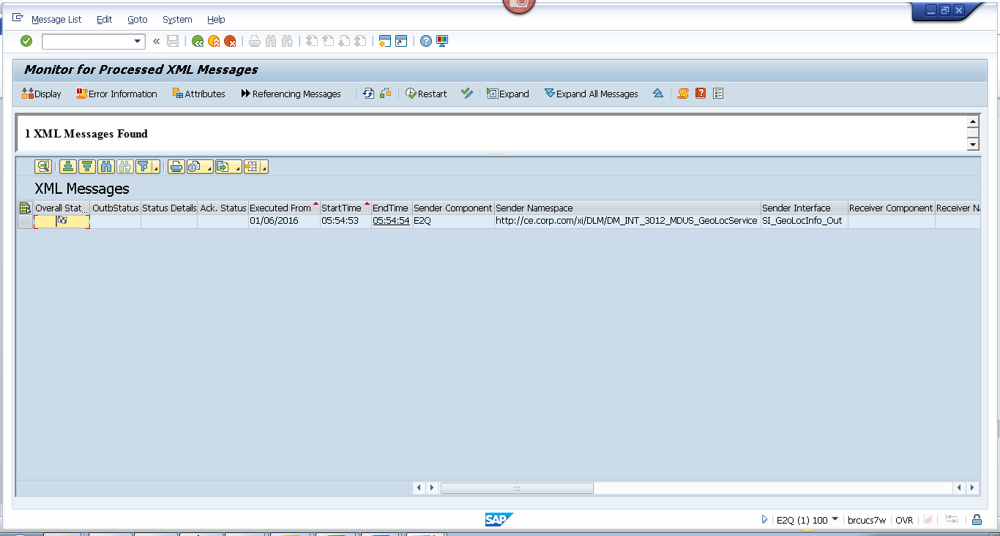 Message List Edit Goto System Help
Monitor for Processed XML Messages
Display Error Information Attributes Referencing Messages Restart Expand Expand All Messages
1 XML Messages Found
XML Messages
Overall Stat... OutbStatus Status Details Ack. Status Executed From StartTime EndTime Sender Component Sender Namespace Sender Interface Receiver Component Receiver Na
01/06/2016 05:54:53 05:54:54 E2Q http://ce.corp.com/xi/DLM/DM_INT_3012_MDUS_GeoLocService SI_GeoLocInfo_Out
SAP E2Q (1) 100 brcucs7w OVR